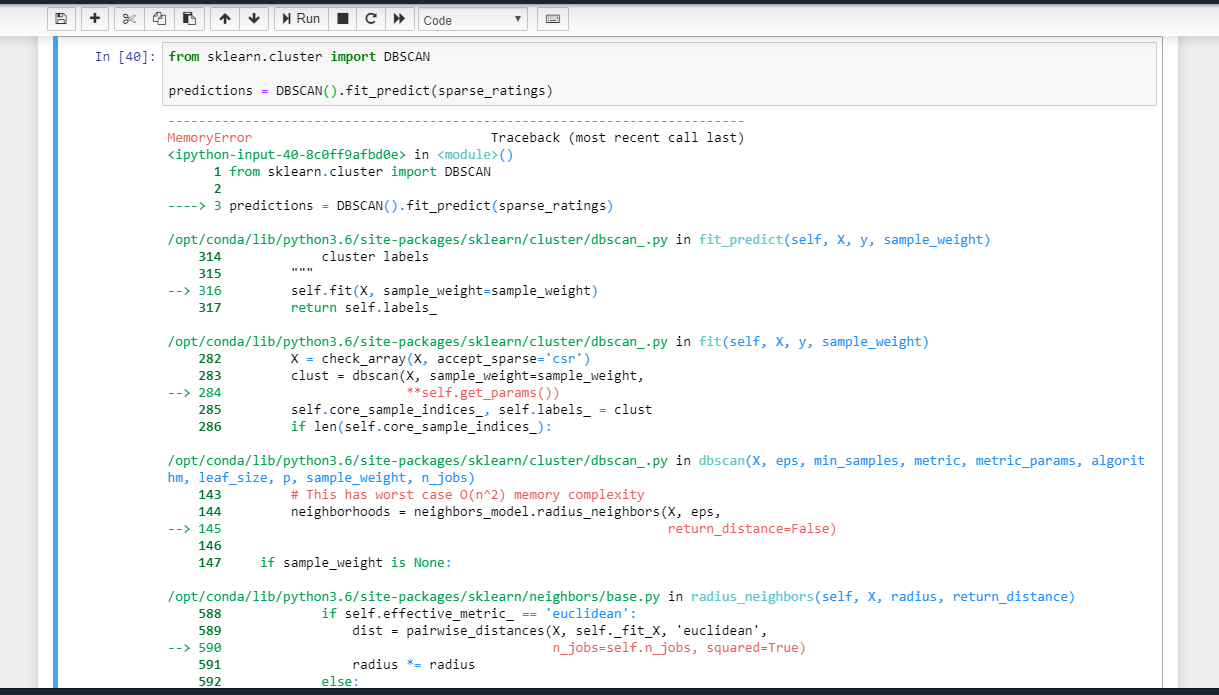 Run
Code
In [40]: from sklearn.cluster import DBSCAN
predictions = DBSCAN().fit_predict(sparse_ratings)
---------------------------------------------------------------------------
MemoryError                               Traceback (most recent call last)
<ipython-input-40-8c0ff9afbd0e> in <module>()
      1 from sklearn.cluster import DBSCAN
      2
----> 3 predictions = DBSCAN().fit_predict(sparse_ratings)
/opt/conda/lib/python3.6/site-packages/sklearn/cluster/dbscan_.py in fit_predict(self, X, y, sample_weight)
    314             cluster labels
    315         """
--> 316         self.fit(X, sample_weight=sample_weight)
    317         return self.labels_
/opt/conda/lib/python3.6/site-packages/sklearn/cluster/dbscan_.py in fit(self, X, y, sample_weight)
    282         X = check_array(X, accept_sparse='csr')
    283         clust = dbscan(X, sample_weight=sample_weight,
--> 284                        **self.get_params())
    285         self.core_sample_indices_, self.labels_ = clust
    286         if len(self.core_sample_indices_):
/opt/conda/lib/python3.6/site-packages/sklearn/cluster/dbscan_.py in dbscan(X, eps, min_samples, metric, metric_params, algorit
hm, leaf_size, p, sample_weight, n_jobs)
    143         # This has worst case O(n^2) memory complexity
    144         neighborhoods = neighbors_model.radius_neighbors(X, eps,
--> 145                                                          return_distance=False)
    146
    147     if sample_weight is None:
/opt/conda/lib/python3.6/site-packages/sklearn/neighbors/base.py in radius_neighbors(self, X, radius, return_distance)
    588             if self.effective_metric_ == 'euclidean':
    589                 dist = pairwise_distances(X, self._fit_X, 'euclidean',
--> 590                                           n_jobs=self.n_jobs, squared=True)
    591                 radius *= radius
    592             else: